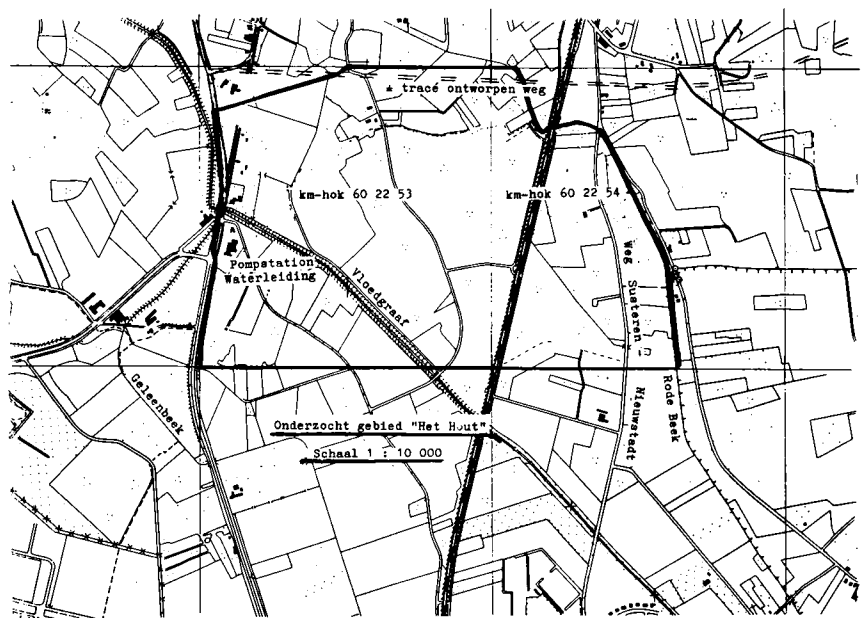 ± tracé ontworpen weg
km-hok 60 22 53
km-hok 60 22 54
Pompstation
Waterleiding
Vloedgraaf
Weg Susteren Nieuwstadt
Rode Beek
Geleenbeek
Onderzocht gebied "Het Hout"
Schaal 1 : 10 000